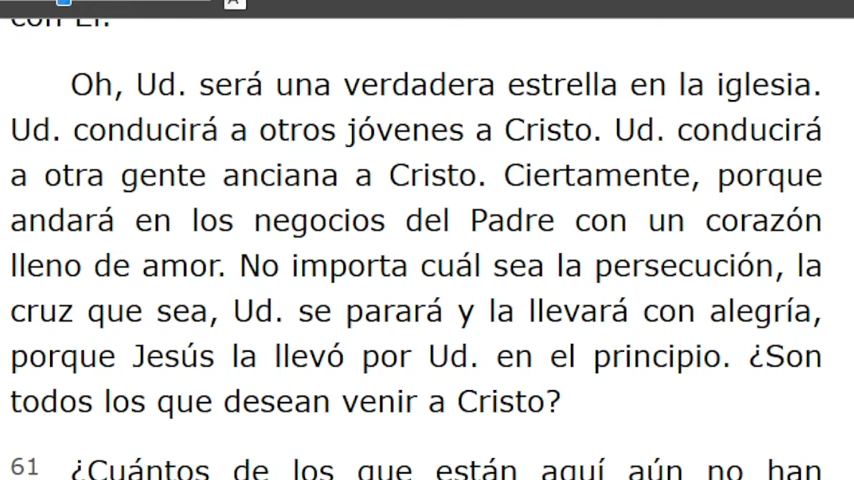 con Él.
Oh, Ud. será una verdadera estrella en la iglesia.
Ud. conducirá a otros jóvenes a Cristo. Ud. conducirá
a otra gente anciana a Cristo. Ciertamente, porque
andará en los negocios del Padre con un corazón
lleno de amor. No importa cuál sea la persecución, la
cruz que sea, Ud. se parará y la llevará con alegría,
porque Jesús la llevó por Ud. en el principio. ¿Son
todos los que desean venir a Cristo?
61 ¿Cuántos de los que están aquí aún no han